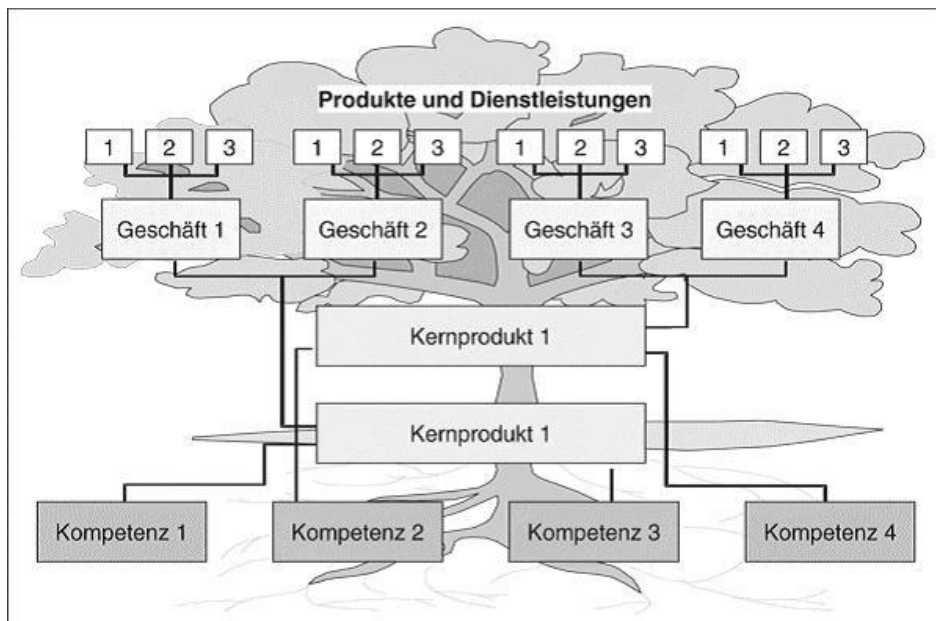 Produkte und Dienstleistungen
1 2 3 1 2 3 1 2 3 1 2 3
Geschäft 1 Geschäft 2 Geschäft 3 Geschäft 4
Kernprodukt 1
Kernprodukt 1
Kompetenz 1 Kompetenz 2 Kompetenz 3 Kompetenz 4